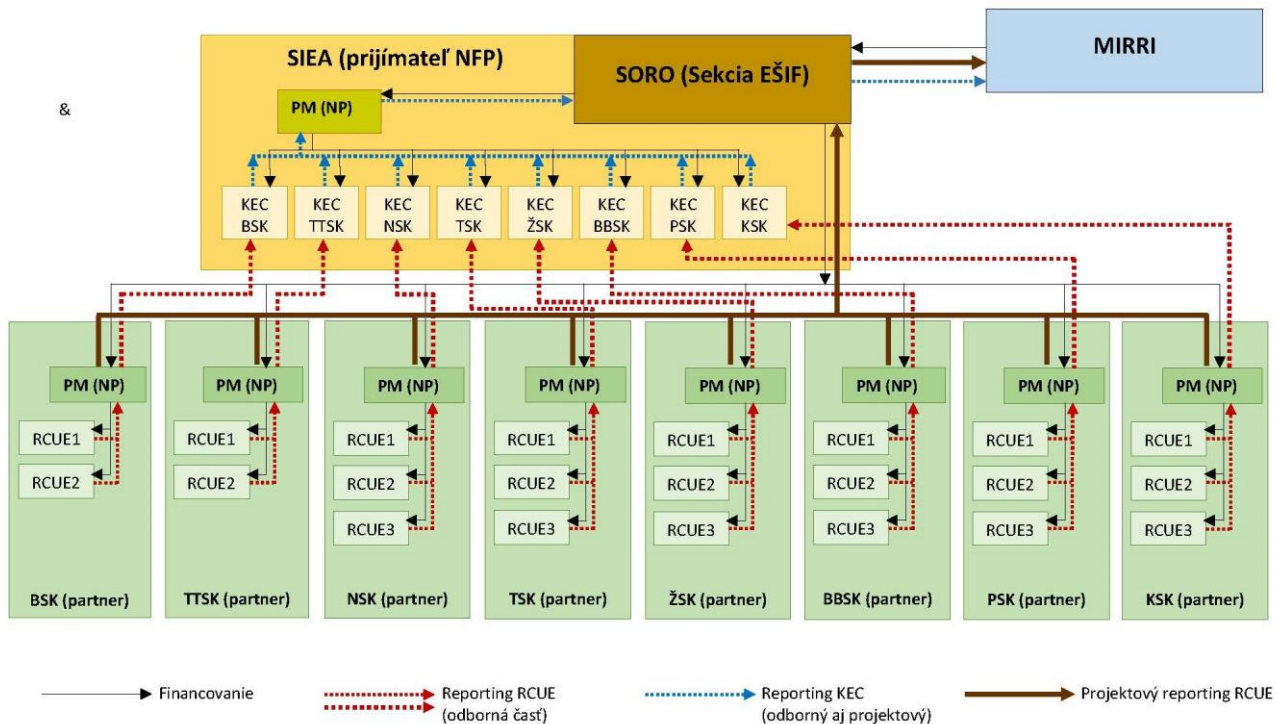 MIRRI
SIEA (prijímateľ NFP)
SORO (Sekcia EŠIF)
&
PM (NP)
KEC BSK
KEC TTSK
KEC NSK
KEC TSK
KEC ŽSK
KEC BBSK
KEC PSK
KEC KSK
PM (NP) PM (NP) PM (NP) PM (NP) PM (NP) PM (NP) PM (NP) PM (NP)
RCUE1 RCUE1 RCUE1 RCUE1 RCUE1 RCUE1 RCUE1 RCUE1
RCUE2 RCUE2 RCUE2 RCUE2 RCUE2 RCUE2 RCUE2 RCUE2
RCUE3 RCUE3 RCUE3 RCUE3 RCUE3 RCUE3
BSK (partner) TTSK (partner) NSK (partner) TSK (partner) ŽSK (partner) BBSK (partner) PSK (partner) KSK (partner)
Financovanie
Reporting RCUE
(odborná časť)
Reporting KEC
(odborný aj projektový)
Projektový reporting RCUE